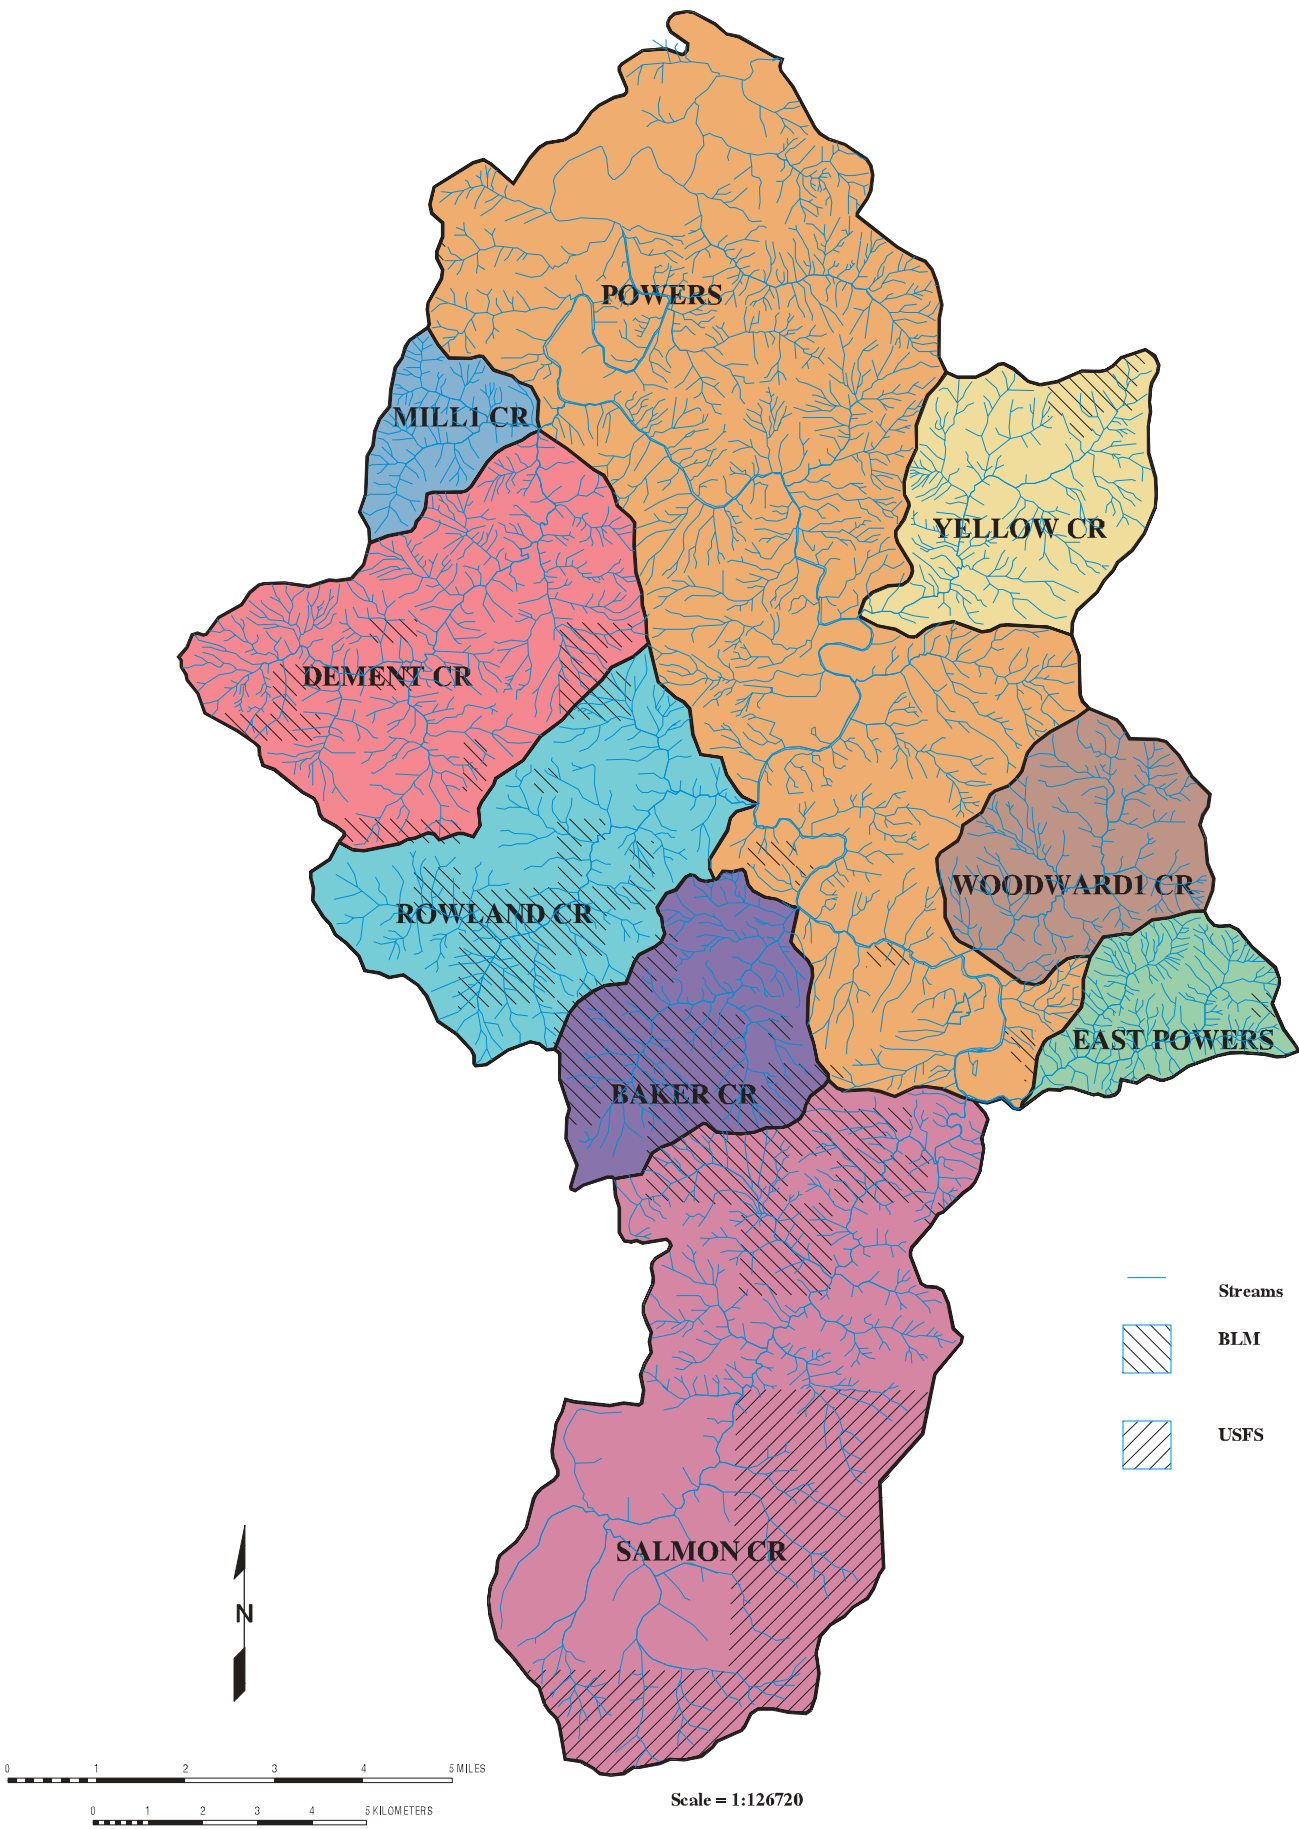 POWERS
MILL1 CR
YELLOW CR
DEMENT CR
WOODWARD1 CR
ROWLAND CR
EAST POWERS
BAKER CR
Streams
BLM
USFS
SALMON CR
N
0 1 2 3 4 5 MILES
Scale = 1:126720
0 1 2 3 4 5 KILOMETERS